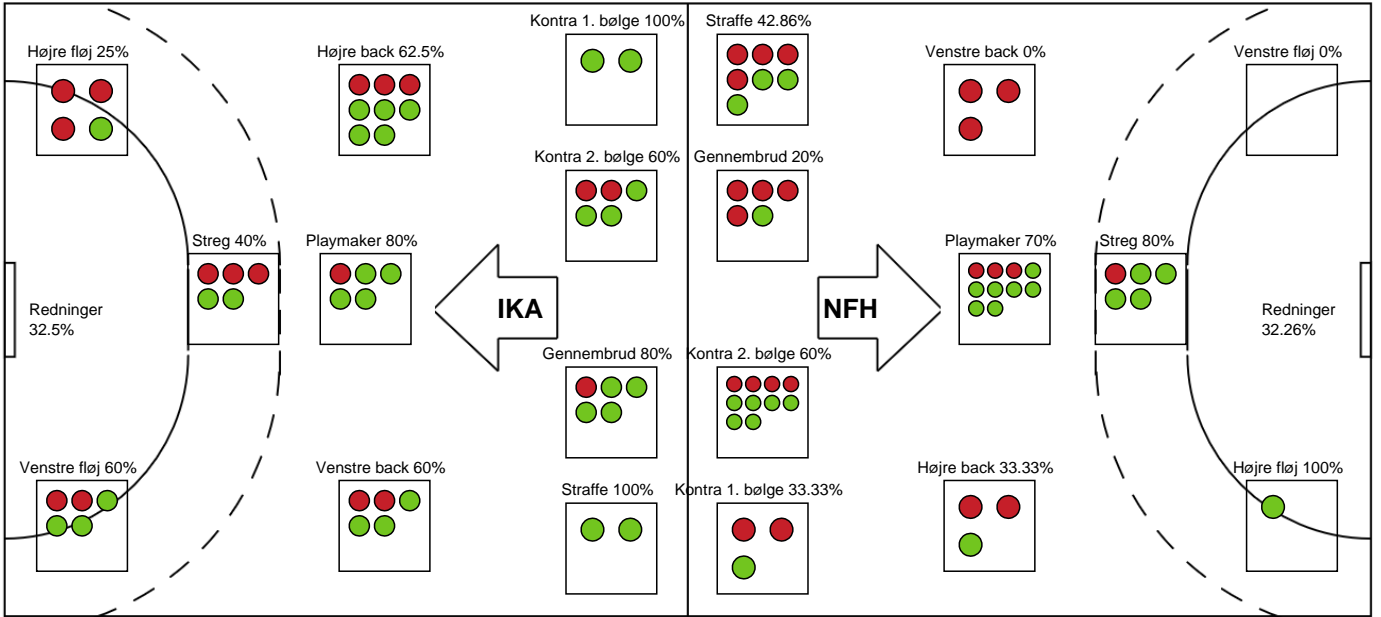 Kontra 1. bølge 100%
Straffe 42.86%
Højre fløj 25%
Højre back 62.5%
Venstre back 0%
Venstre fløj 0%
Kontra 2. bølge 60%
Gennembrud 20%
Streg 40%
Playmaker 80%
Playmaker 70%
Streg 80%
Redninger
32.5%
IKA
NFH
Redninger
32.26%
Gennembrud 80%
Kontra 2. bølge 60%
Venstre fløj 60%
Venstre back 60%
Straffe 100%
Kontra 1. bølge 33.33%
Højre back 33.33%
Højre fløj 100%